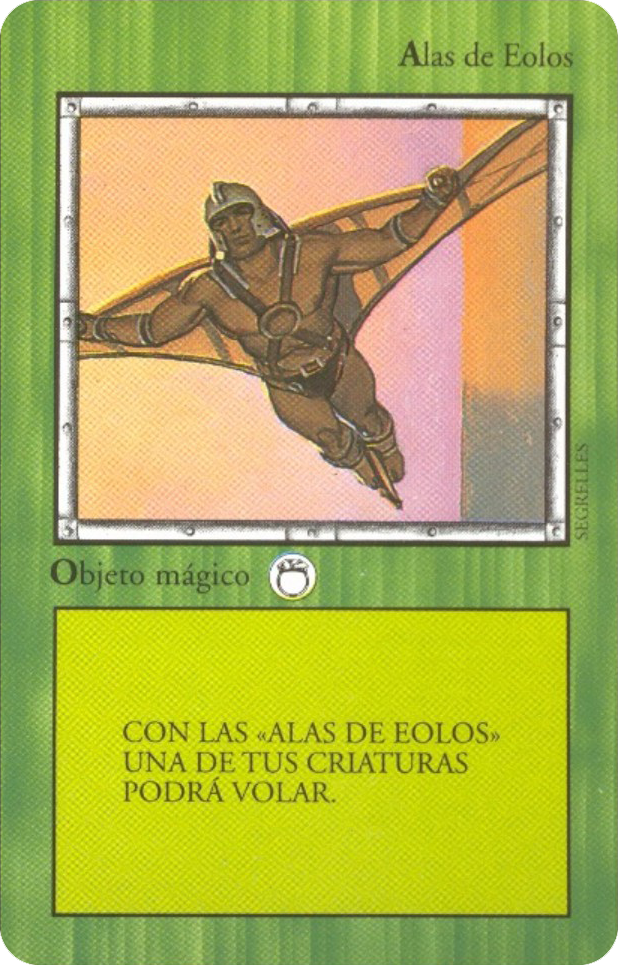 Alas de Eolos
SEGRELLES
Objeto mágico
CON LAS «ALAS DE EOLOS»
UNA DE TUS CRIATURAS
PODRÁ VOLAR.